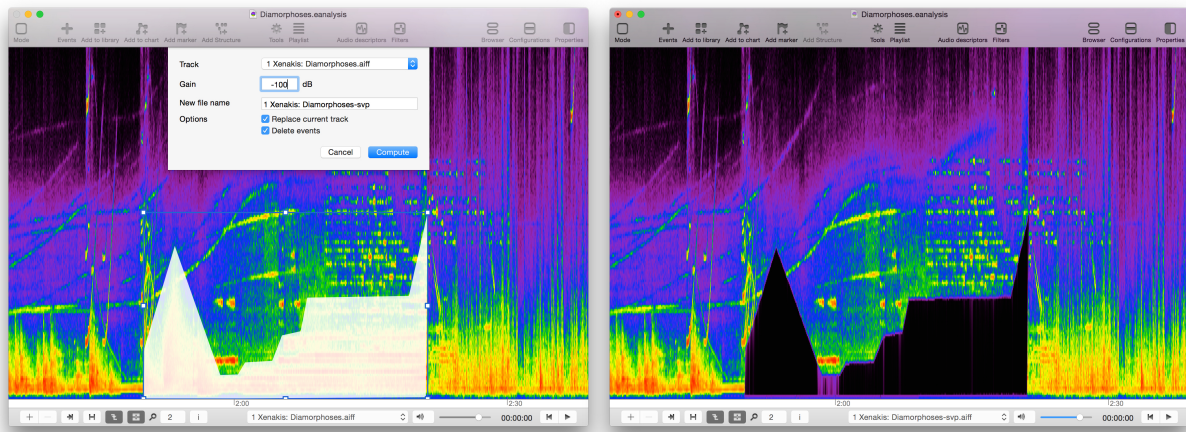 Diamorphoses.eanalysis
Mode Events Add to library Add to chart Add marker Add Structure Tools Playlist Audio descriptors Filters Browser Configurations Properties
Track 1 Xenakis: Diamorphoses.aiff
Gain -100 dB
New file name 1 Xenakis: Diamorphoses-svp
Options Replace current track
Delete events
Cancel Compute
2:00 2:30
2 i 1 Xenakis: Diamorphoses.aiff 00:00:00
Diamorphoses.eanalysis
Mode Events Add to library Add to chart Add marker Add Structure Tools Playlist Audio descriptors Filters Browser Configurations Properties
2:00 2:30
2 i 1 Xenakis: Diamorphoses-svp.aiff 00:00:00